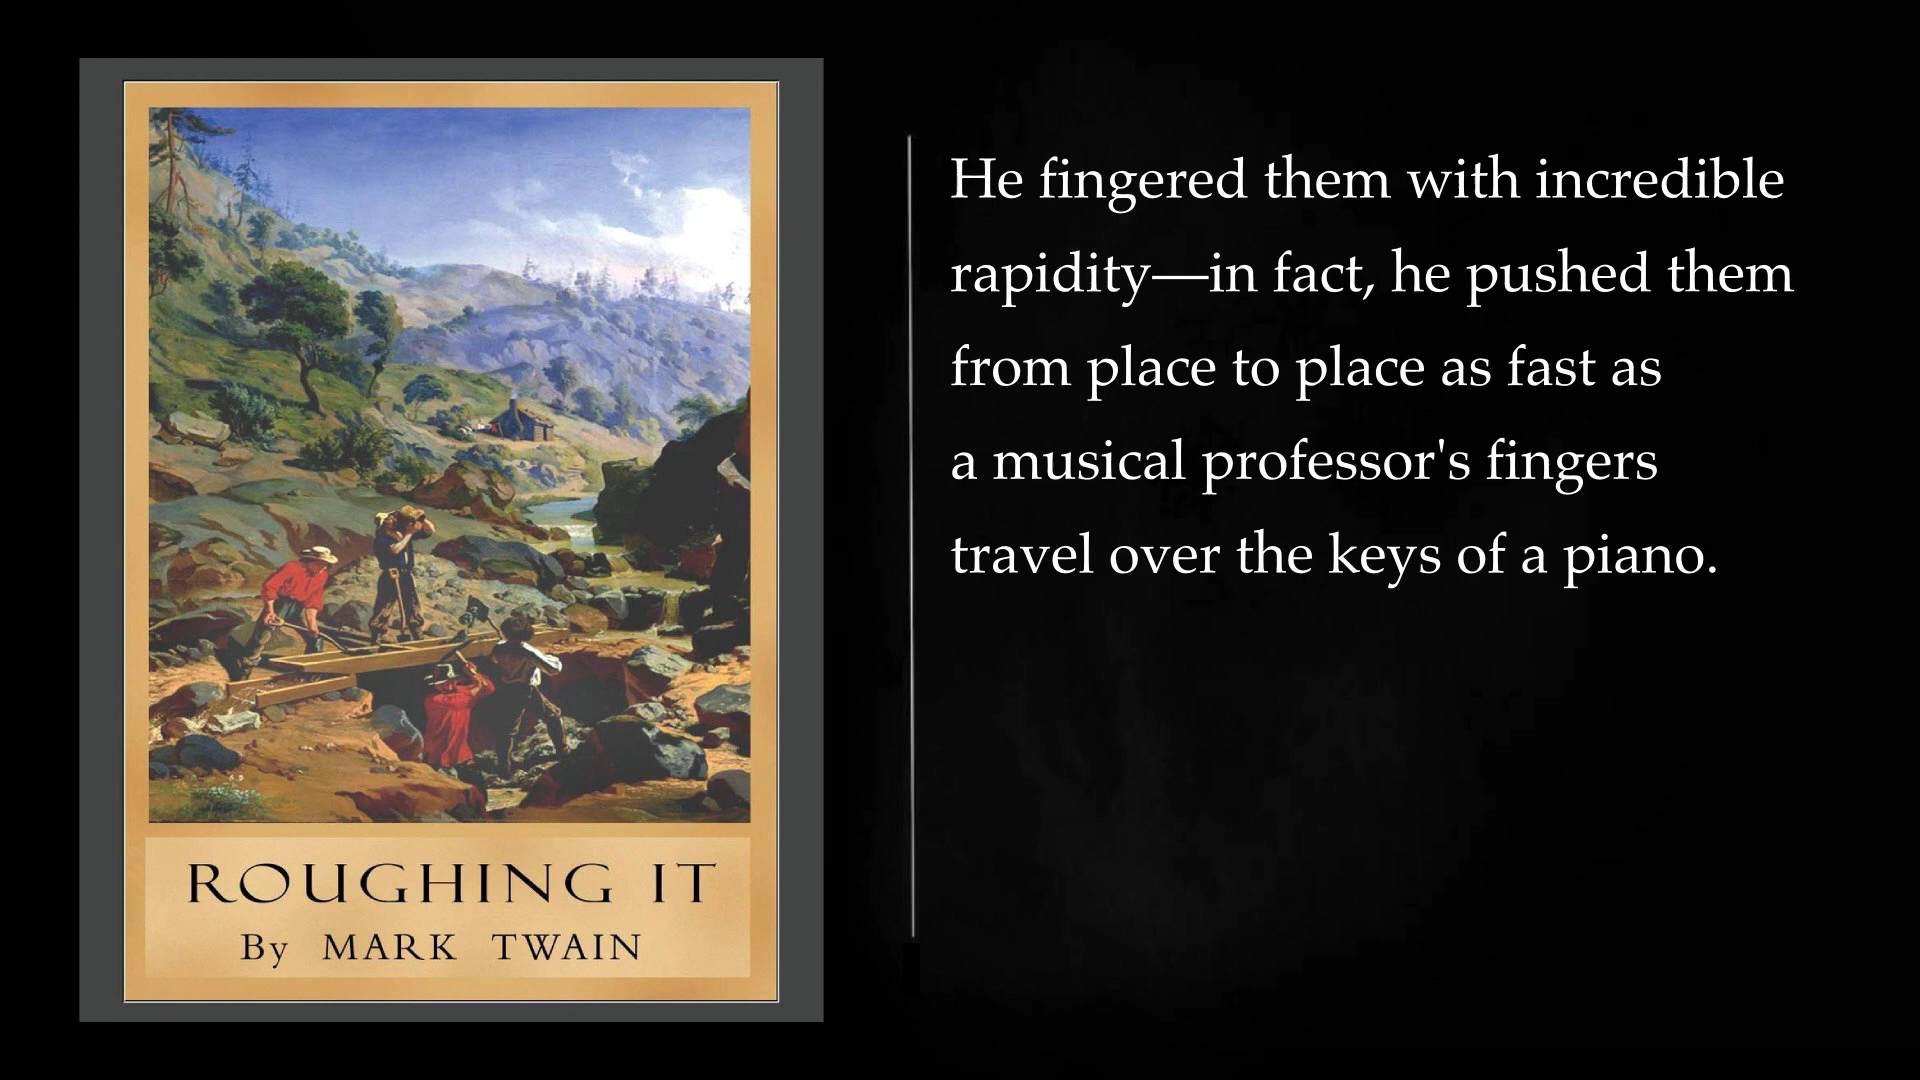 He fingered them with incredible
rapidity—in fact, he pushed them
from place to place as fast as
a musical professor's fingers
travel over the keys of a piano.
ROUGHING IT
By MARK TWAIN